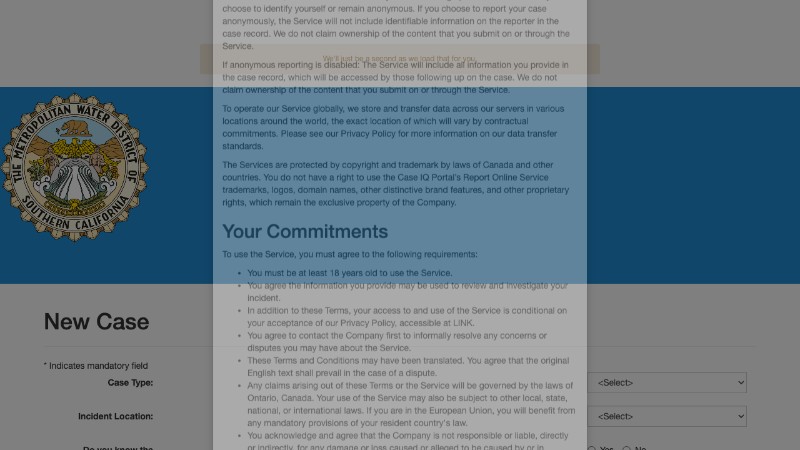 choose to identify yourself or remain anonymous. If you choose to report your case
anonymously, the Service will not include identifiable information on the reporter in the
case record. We do not claim ownership of the content that you submit on or through the
Service.
We'll just be a second as we load that for you.
If anonymous reporting is disabled: The Service will include all information you provide in
the case record, which will be accessed by those following up on the case. We do not
claim ownership of the content that you submit on or through the Service.
To operate our Service globally, we store and transfer data across our servers in various
locations around the world, the exact location of which will vary by contractual
commitments. Please see our Privacy Policy for more information on our data transfer
standards.
The Services are protected by copyright and trademark by laws of Canada and other
countries. You do not have a right to use the Case IQ Portal's Report Online Service
trademarks, logos, domain names, other distinctive brand features, and other proprietary
rights, which remain the exclusive property of the Company.
THE METROPOLITAN WATER DISTRICT OF
SOUTHERN CALIFORNIA
Your Commitments
To use the Service, you must agree to the following requirements:
• You must be at least 18 years old to use the Service.
• You agree the information you provide may be used to review and investigate your
incident.
• In addition to these Terms, your access to and use of the Service is conditional on
your acceptance of our Privacy Policy, accessible at LINK.
• You agree to contact the Company first to informally resolve any concerns or
disputes you may have about the Service.
• These Terms and Conditions may have been translated. You agree that the original
English text shall prevail in the case of a dispute.
• Any claims arising out of these Terms or the Service will be governed by the laws of
Ontario, Canada. Your use of the Service may also be subject to other local, state,
national, or international laws. If you are in the European Union, you will benefit from
any mandatory provisions of your resident country's law.
• You acknowledge and agree that the Company is not responsible or liable, directly
or indirectly, for any damage or loss caused or alleged to be caused by or in
New Case
* Indicates mandatory field
Case Type:
<Select>
Incident Location:
<Select>
Do you know the
Yes No